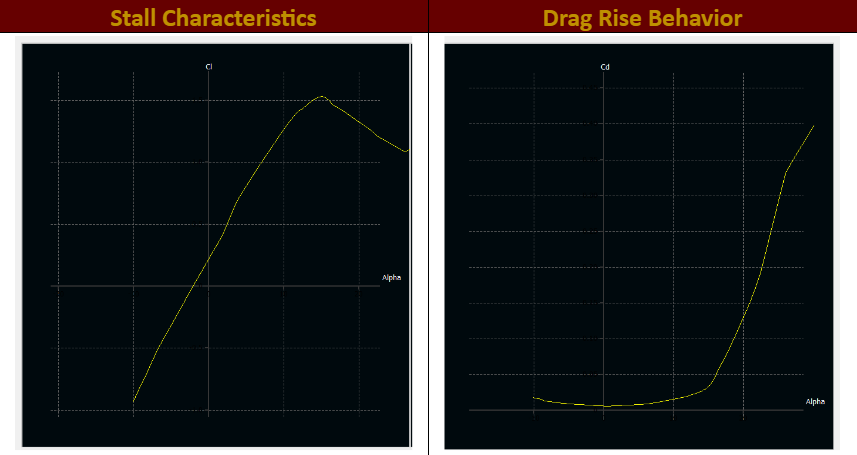 Stall Characteristics
Drag Rise Behavior
Cl
Alpha
Cd
Alpha